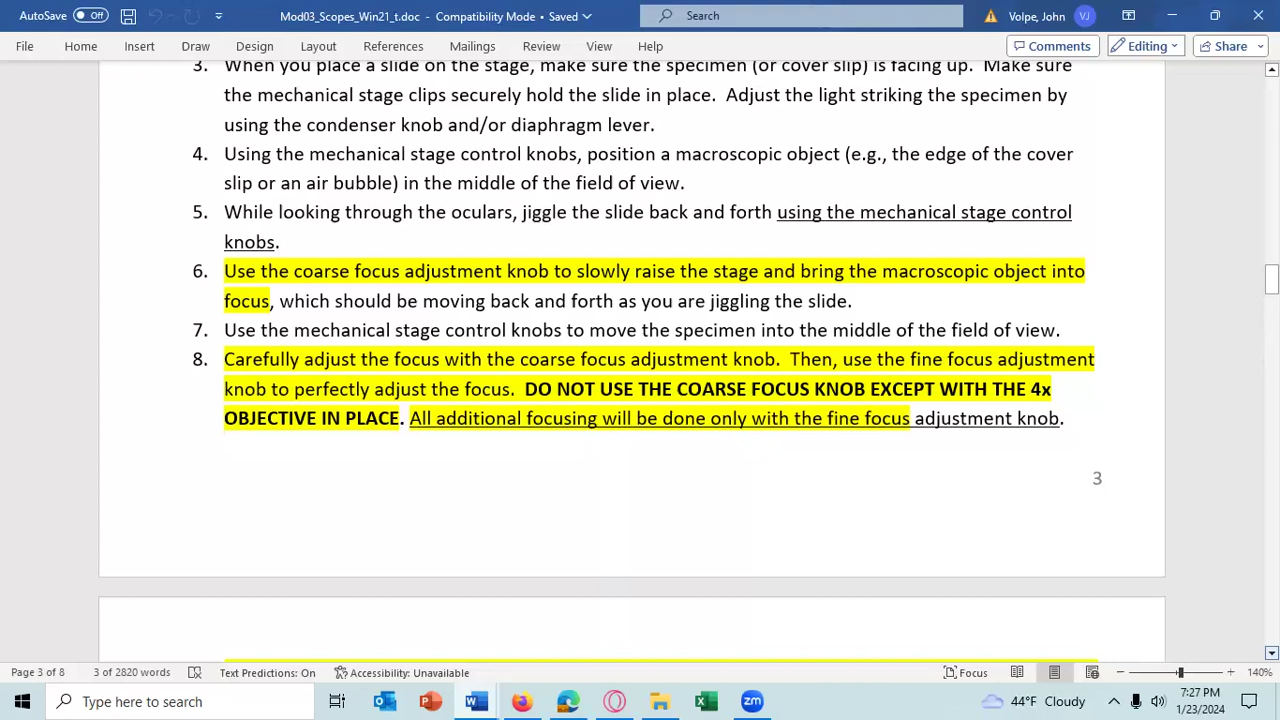 AutoSave Off Mod03_Scopes_Win21_t.doc - Compatibility Mode • Saved Search Volpe, John VJ
File Home Insert Draw Design Layout References Mailings Review View Help Comments Editing Share
3. When you place a slide on the stage, make sure the specimen (or cover slip) is facing up. Make sure
the mechanical stage clips securely hold the slide in place. Adjust the light striking the specimen by
using the condenser knob and/or diaphragm lever.
4. Using the mechanical stage control knobs, position a macroscopic object (e.g., the edge of the cover
slip or an air bubble) in the middle of the field of view.
5. While looking through the oculars, jiggle the slide back and forth using the mechanical stage control
knobs.
6. Use the coarse focus adjustment knob to slowly raise the stage and bring the macroscopic object into
focus, which should be moving back and forth as you are jiggling the slide.
7. Use the mechanical stage control knobs to move the specimen into the middle of the field of view.
8. Carefully adjust the focus with the coarse focus adjustment knob. Then, use the fine focus adjustment
knob to perfectly adjust the focus. DO NOT USE THE COARSE FOCUS KNOB EXCEPT WITH THE 4x
OBJECTIVE IN PLACE. All additional focusing will be done only with the fine focus adjustment knob.
3
Page 3 of 8 3 of 2820 words Text Predictions: On Accessibility: Unavailable Focus 140%
Type here to search zm 44°F Cloudy 7:27 PM
1/23/2024